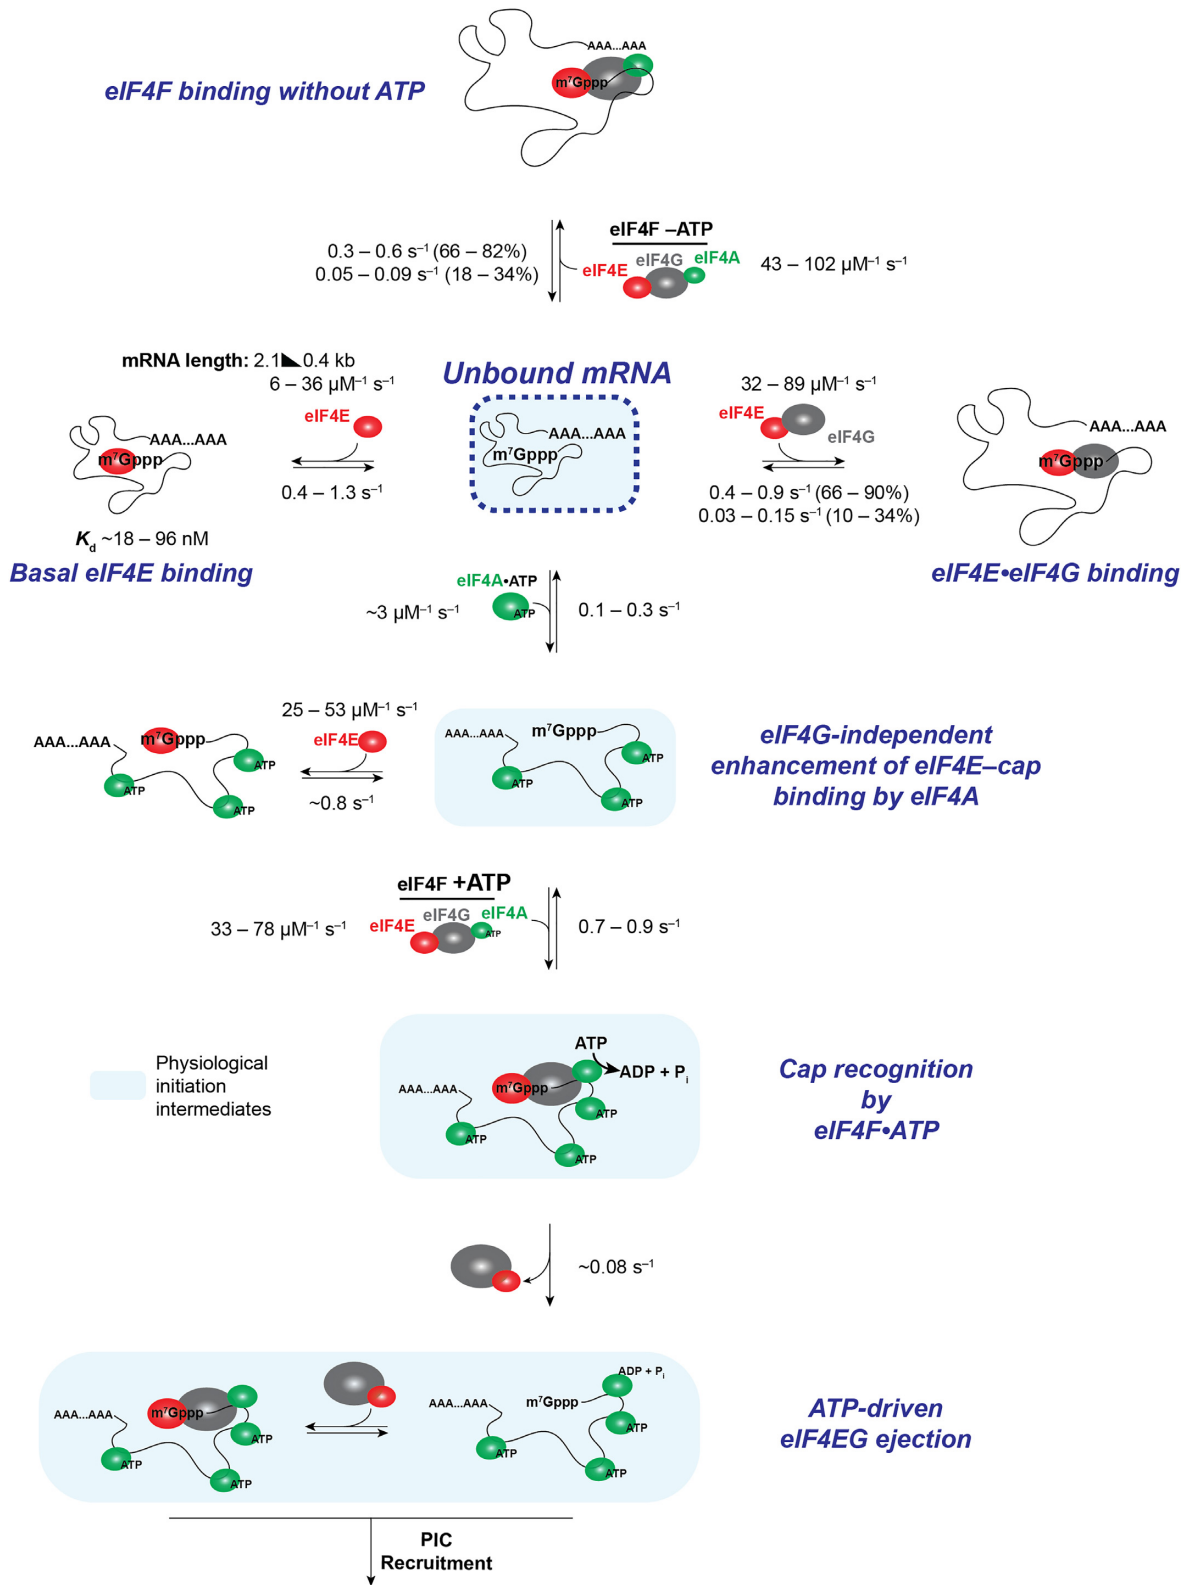 AAA...AAA
m⁷Gppp
eIF4F binding without ATP
0.3 – 0.6 s⁻¹ (66 – 82%)
0.05 – 0.09 s⁻¹ (18 – 34%)
eIF4F –ATP
eIF4E
eIF4G
eIF4A
43 – 102 µM⁻¹ s⁻¹
mRNA length: 2.1 0.4 kb
6 – 36 µM⁻¹ s⁻¹
eIF4E
0.4 – 1.3 s⁻¹
AAA...AAA
m⁷Gppp
Kd ~18 – 96 nM
Basal eIF4E binding
Unbound mRNA
AAA...AAA
m⁷Gppp
32 – 89 µM⁻¹ s⁻¹
eIF4E
eIF4G
0.4 – 0.9 s⁻¹ (66 – 90%)
0.03 – 0.15 s⁻¹ (10 – 34%)
AAA...AAA
m⁷Gppp
eIF4E•eIF4G binding
eIF4A•ATP
ATP
~3 µM⁻¹ s⁻¹
0.1 – 0.3 s⁻¹
25 – 53 µM⁻¹ s⁻¹
eIF4E
~0.8 s⁻¹
AAA...AAA
m⁷Gppp
ATP
ATP
ATP
AAA...AAA
m⁷Gppp
ATP
ATP
ATP
eIF4G-independent
enhancement of eIF4E–cap
binding by eIF4A
eIF4F +ATP
eIF4E
eIF4G
eIF4A
ATP
33 – 78 µM⁻¹ s⁻¹
0.7 – 0.9 s⁻¹
Physiological
initiation
intermediates
ATP
ADP + Pi
AAA...AAA
m⁷Gppp
ATP
ATP
ATP
Cap recognition
by
eIF4F•ATP
~0.08 s⁻¹
AAA...AAA
m⁷Gppp
ATP
ATP
ATP
ADP + Pi
AAA...AAA
m⁷Gppp
ATP
ATP
ATP
ATP-driven
eIF4EG ejection
PIC
Recruitment